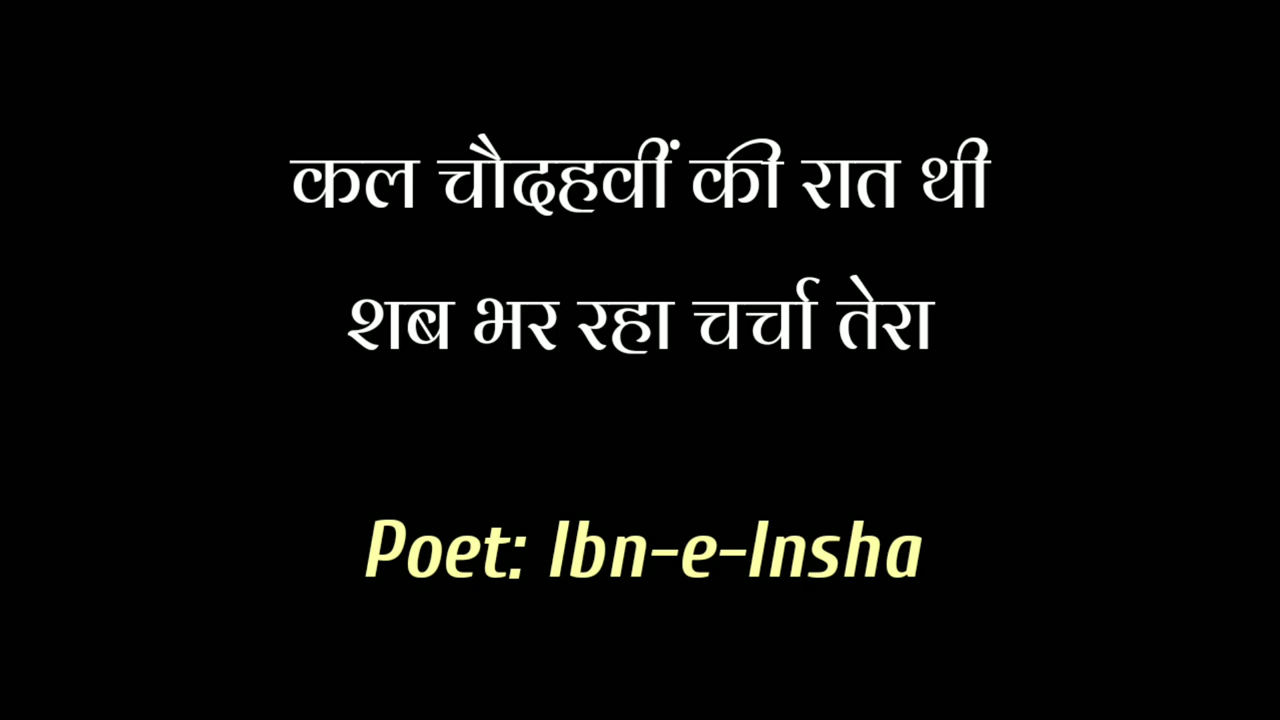 कल चौदहवीं की रात थी
शब भर रहा चर्चा तेरा
Poet: Ibn-e-Insha